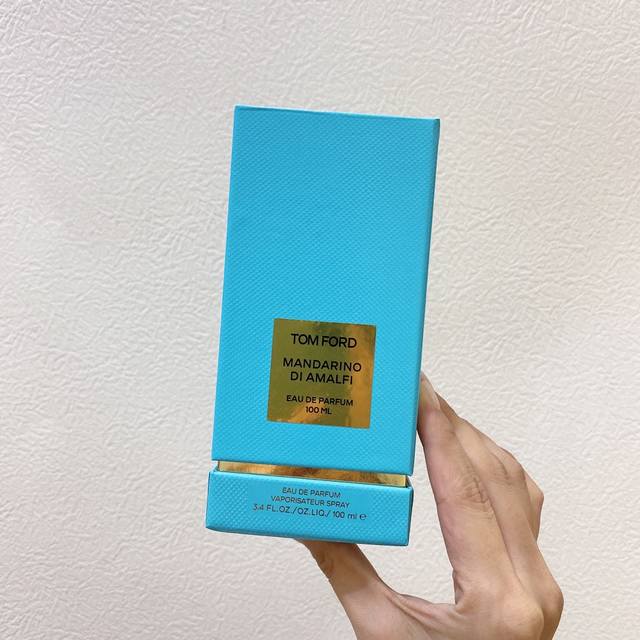 TOM FORD
MANDARINO
DI AMALFI
EAU DE PARFUM
100 ML
EAU DE PARFUM
VAPORISATEUR SPRAY
3.4 FL.OZ./OZ.LIQ./ 100 ml e